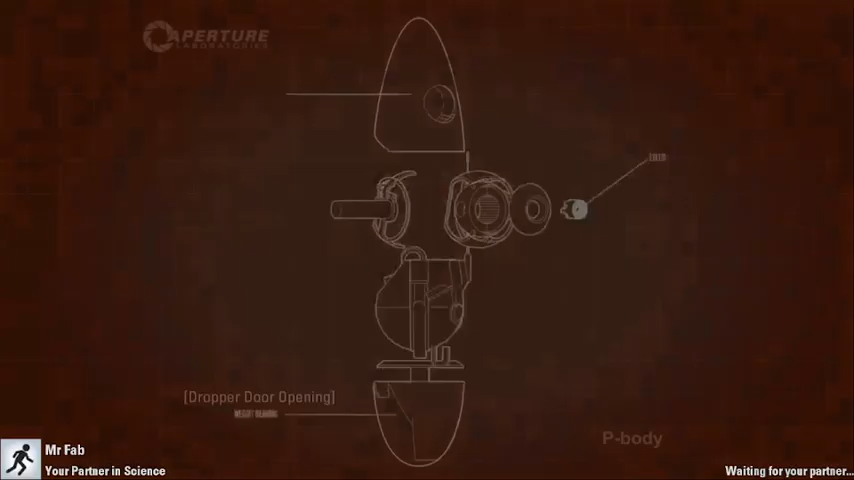 APERTURE
LABORATORIES
[Dropper Door Opening]
P-body
Mr Fab
Your Partner in Science
Waiting for your partner...